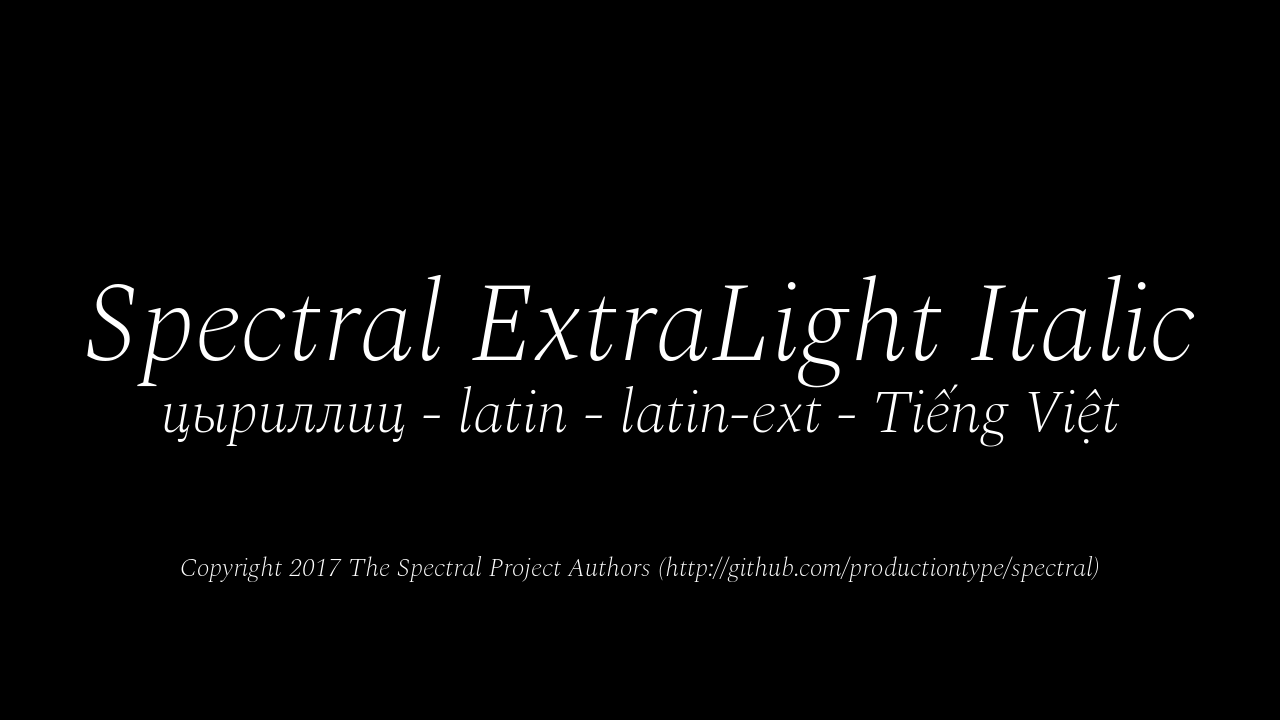 Spectral ExtraLight Italic
цыриллиц - latin - latin-ext - Tiếng Việt
Copyright 2017 The Spectral Project Authors (http://github.com/productiontype/spectral)